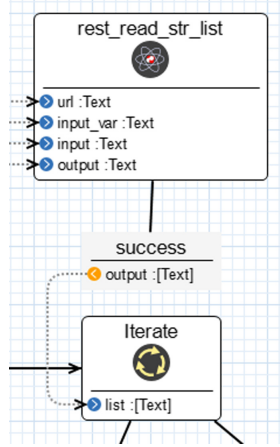 rest_read_str_list
url :Text
input_var :Text
input :Text
output :Text
success
output :[Text]
Iterate
list :[Text]